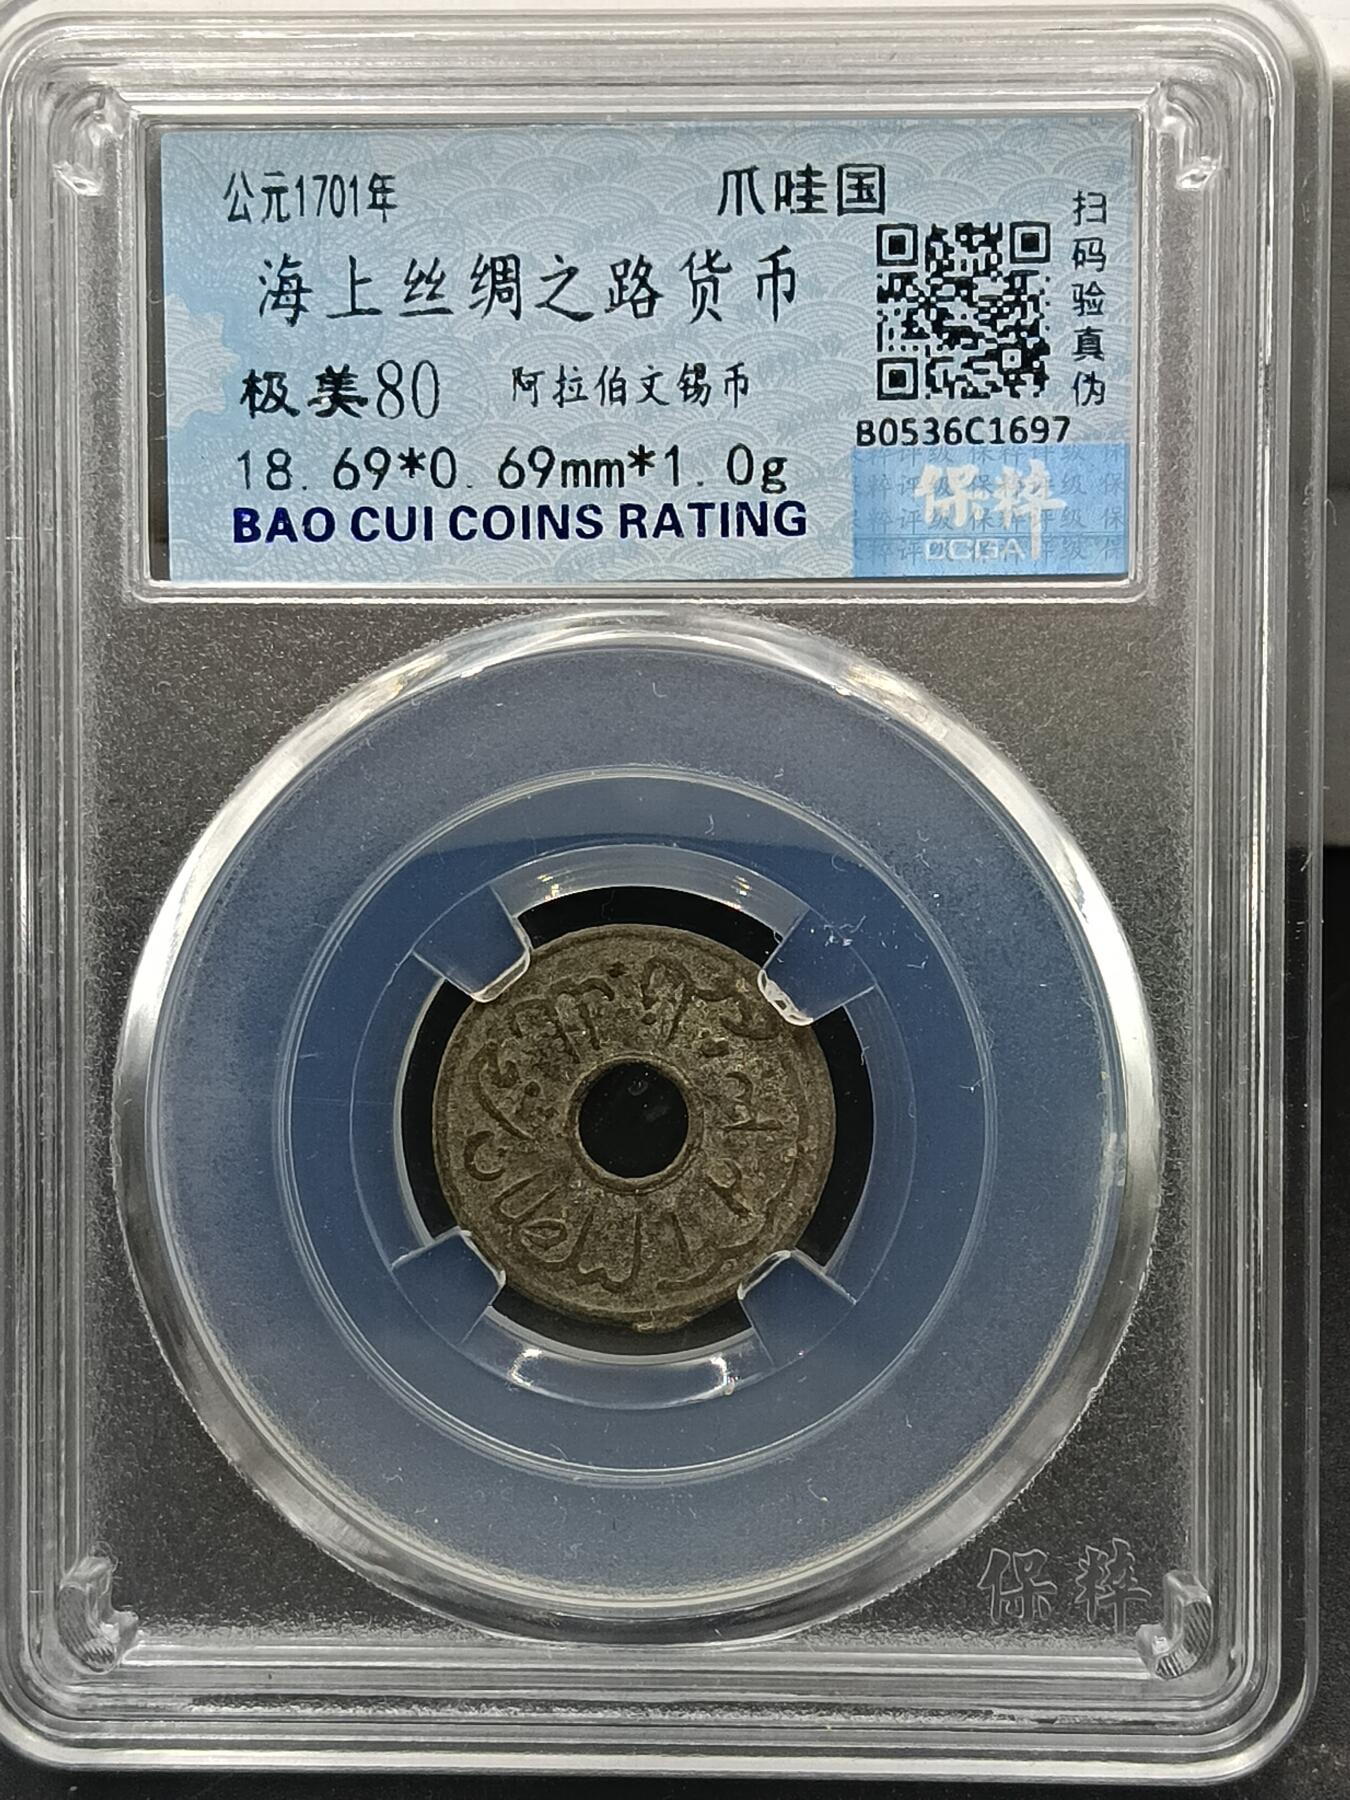 公元1701年 爪哇国
海上丝绸之路货币
极美80 阿拉伯文锡币
18.69*0.69mm*1.0g
BAO CUI COINS RATING
扫码验真伪
B0536C1697
保粹
保粹